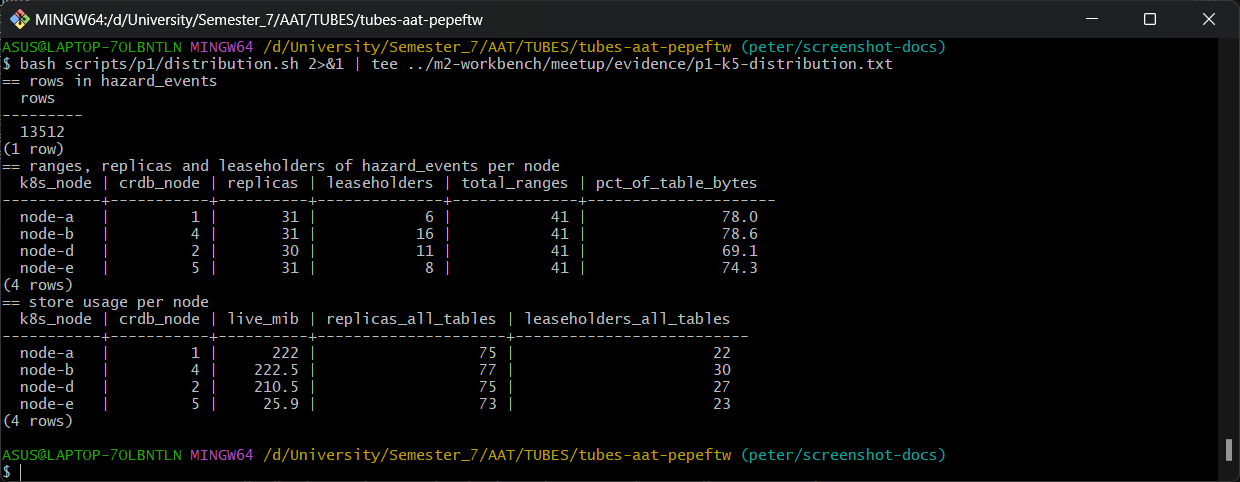 MINGW64:/d/University/Semester_7/AAT/TUBES/tubes-aat-pepeftw
ASUS@LAPTOP-7OLBNTLN MINGW64 /d/University/Semester_7/AAT/TUBES/tubes-aat-pepeftw (peter/screenshot-docs)
$ bash scripts/p1/distribution.sh 2>&1 | tee ../m2-workbench/meetup/evidence/p1-k5-distribution.txt
== rows in hazard_events
  rows
---------
  13512
(1 row)
== ranges, replicas and leaseholders of hazard_events per node
  k8s_node | crdb_node | replicas | leaseholders | total_ranges | pct_of_table_bytes
-----------+-----------+----------+--------------+--------------+---------------------
  node-a   |         1 |       31 |            6 |           41 |               78.0
  node-b   |         4 |       31 |           16 |           41 |               78.6
  node-d   |         2 |       30 |           11 |           41 |               69.1
  node-e   |         5 |       31 |            8 |           41 |               74.3
(4 rows)
== store usage per node
  k8s_node | crdb_node | live_mib | replicas_all_tables | leaseholders_all_tables
-----------+-----------+----------+---------------------+--------------------------
  node-a   |         1 |      222 |                  75 |                      22
  node-b   |         4 |    222.5 |                  77 |                      30
  node-d   |         2 |    210.5 |                  75 |                      27
  node-e   |         5 |     25.9 |                  73 |                      23
(4 rows)
ASUS@LAPTOP-7OLBNTLN MINGW64 /d/University/Semester_7/AAT/TUBES/tubes-aat-pepeftw (peter/screenshot-docs)
$